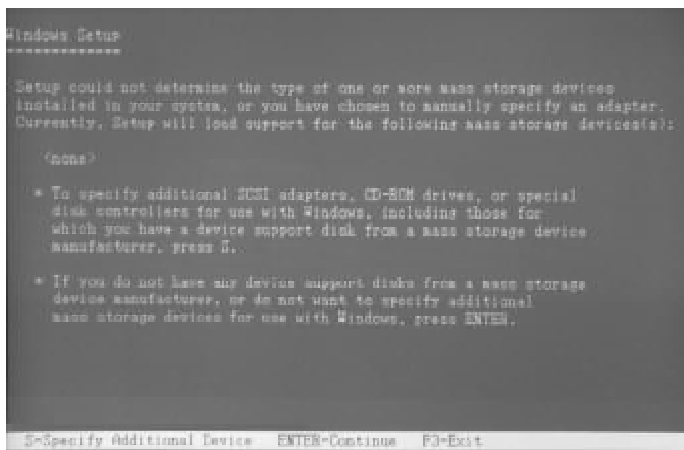 Windows Setup
Setup could not determine the type of one or more mass storage devices
installed in your system, or you have chosen to manually specify an adapter.
Currently, Setup will load support for the following mass storage devices(s):
<none>
* To specify additional SCSI adapters, CD-ROM drives, or special
disk controllers for use with Windows, including those for
which you have a device support disk from a mass storage device
manufacturer, press S.
* If you do not have any device support disks from a mass storage
device manufacturer, or do not want to specify additional
mass storage devices for use with Windows, press ENTER.
S=Specify Additional Device ENTER=Continue F3=Exit